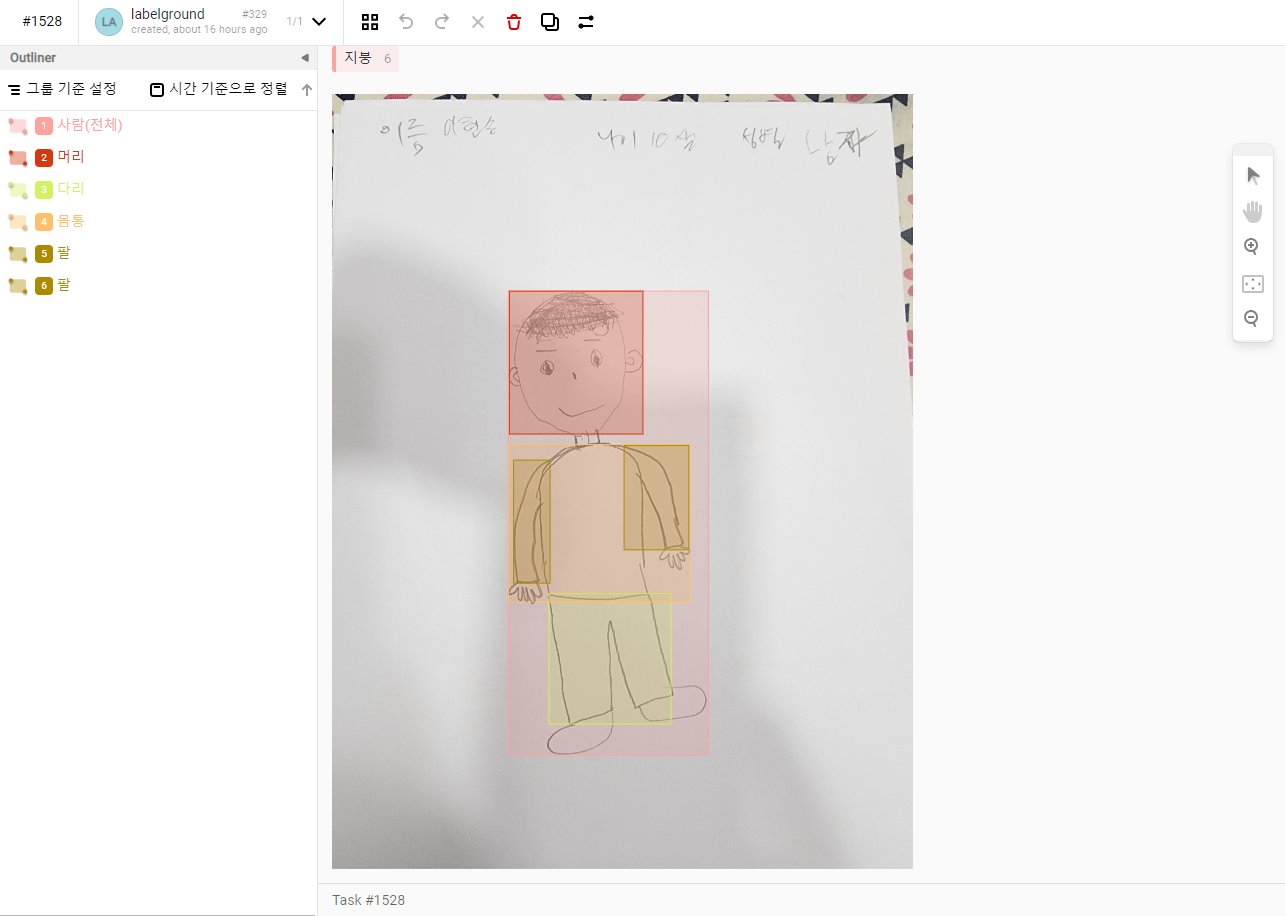 #1528
LA labelground #329 1/1
created, about 16 hours ago
Outliner
지붕 6
그룹 기준 설정 시간 기준으로 정렬
1 사람(전체)
2 머리
3 다리
4 몸통
5 팔
6 팔
이름 이현승 나이 10살 성별 남자
Task #1528